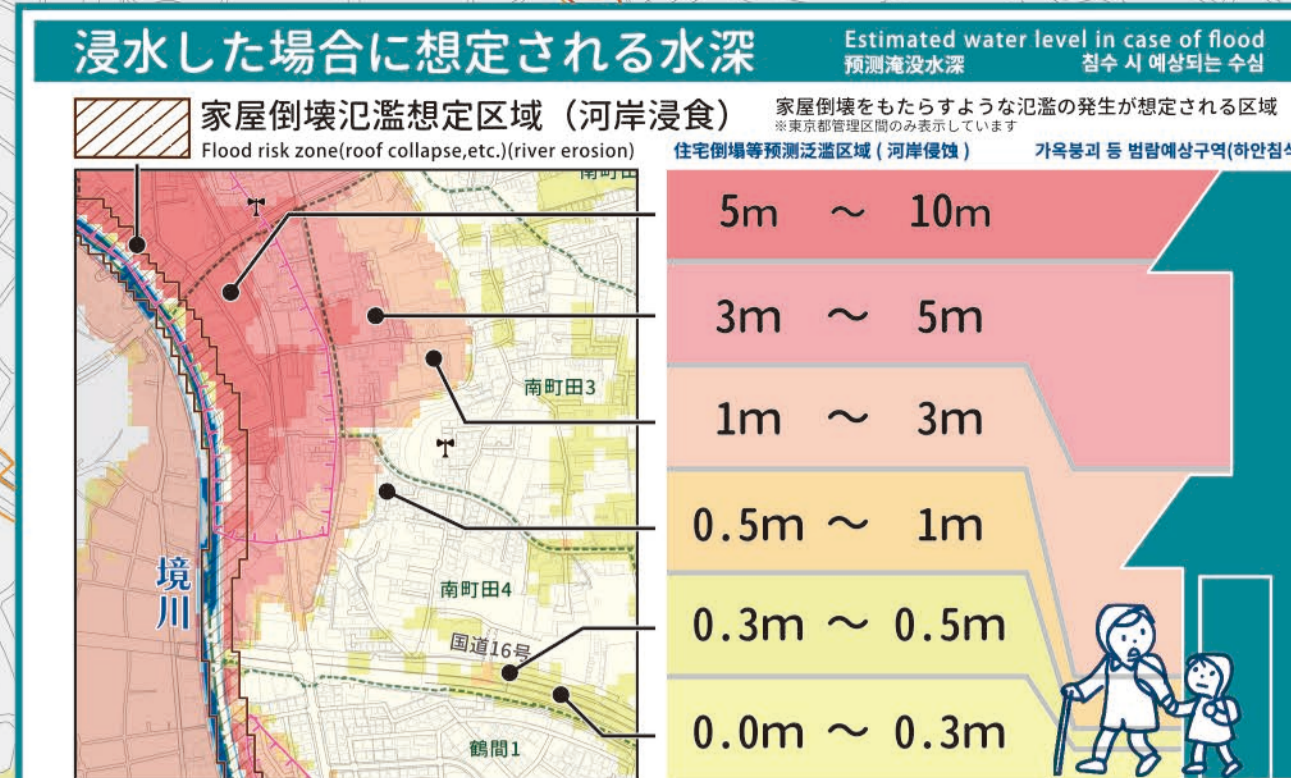 浸水した場合に想定される水深
Estimated water level in case of flood
预测淹没水深
침수 시 예상되는 수심
家屋倒壊氾濫想定区域（河岸浸食）
家屋倒壊をもたらすような氾濫の発生が想定される区域
※東京都管理区間のみ表示しています
Flood risk zone(roof collapse,etc.)(river erosion)
住宅倒塌等预测泛滥区域 ( 河岸侵蚀 )
가옥붕괴 등 범람예상구역(하안침식
5m ～ 10m
3m ～ 5m
1m ～ 3m
0.5m ～ 1m
0.3m ～ 0.5m
0.0m ～ 0.3m
南町田3
境川
南町田4
国道16号
鶴間1